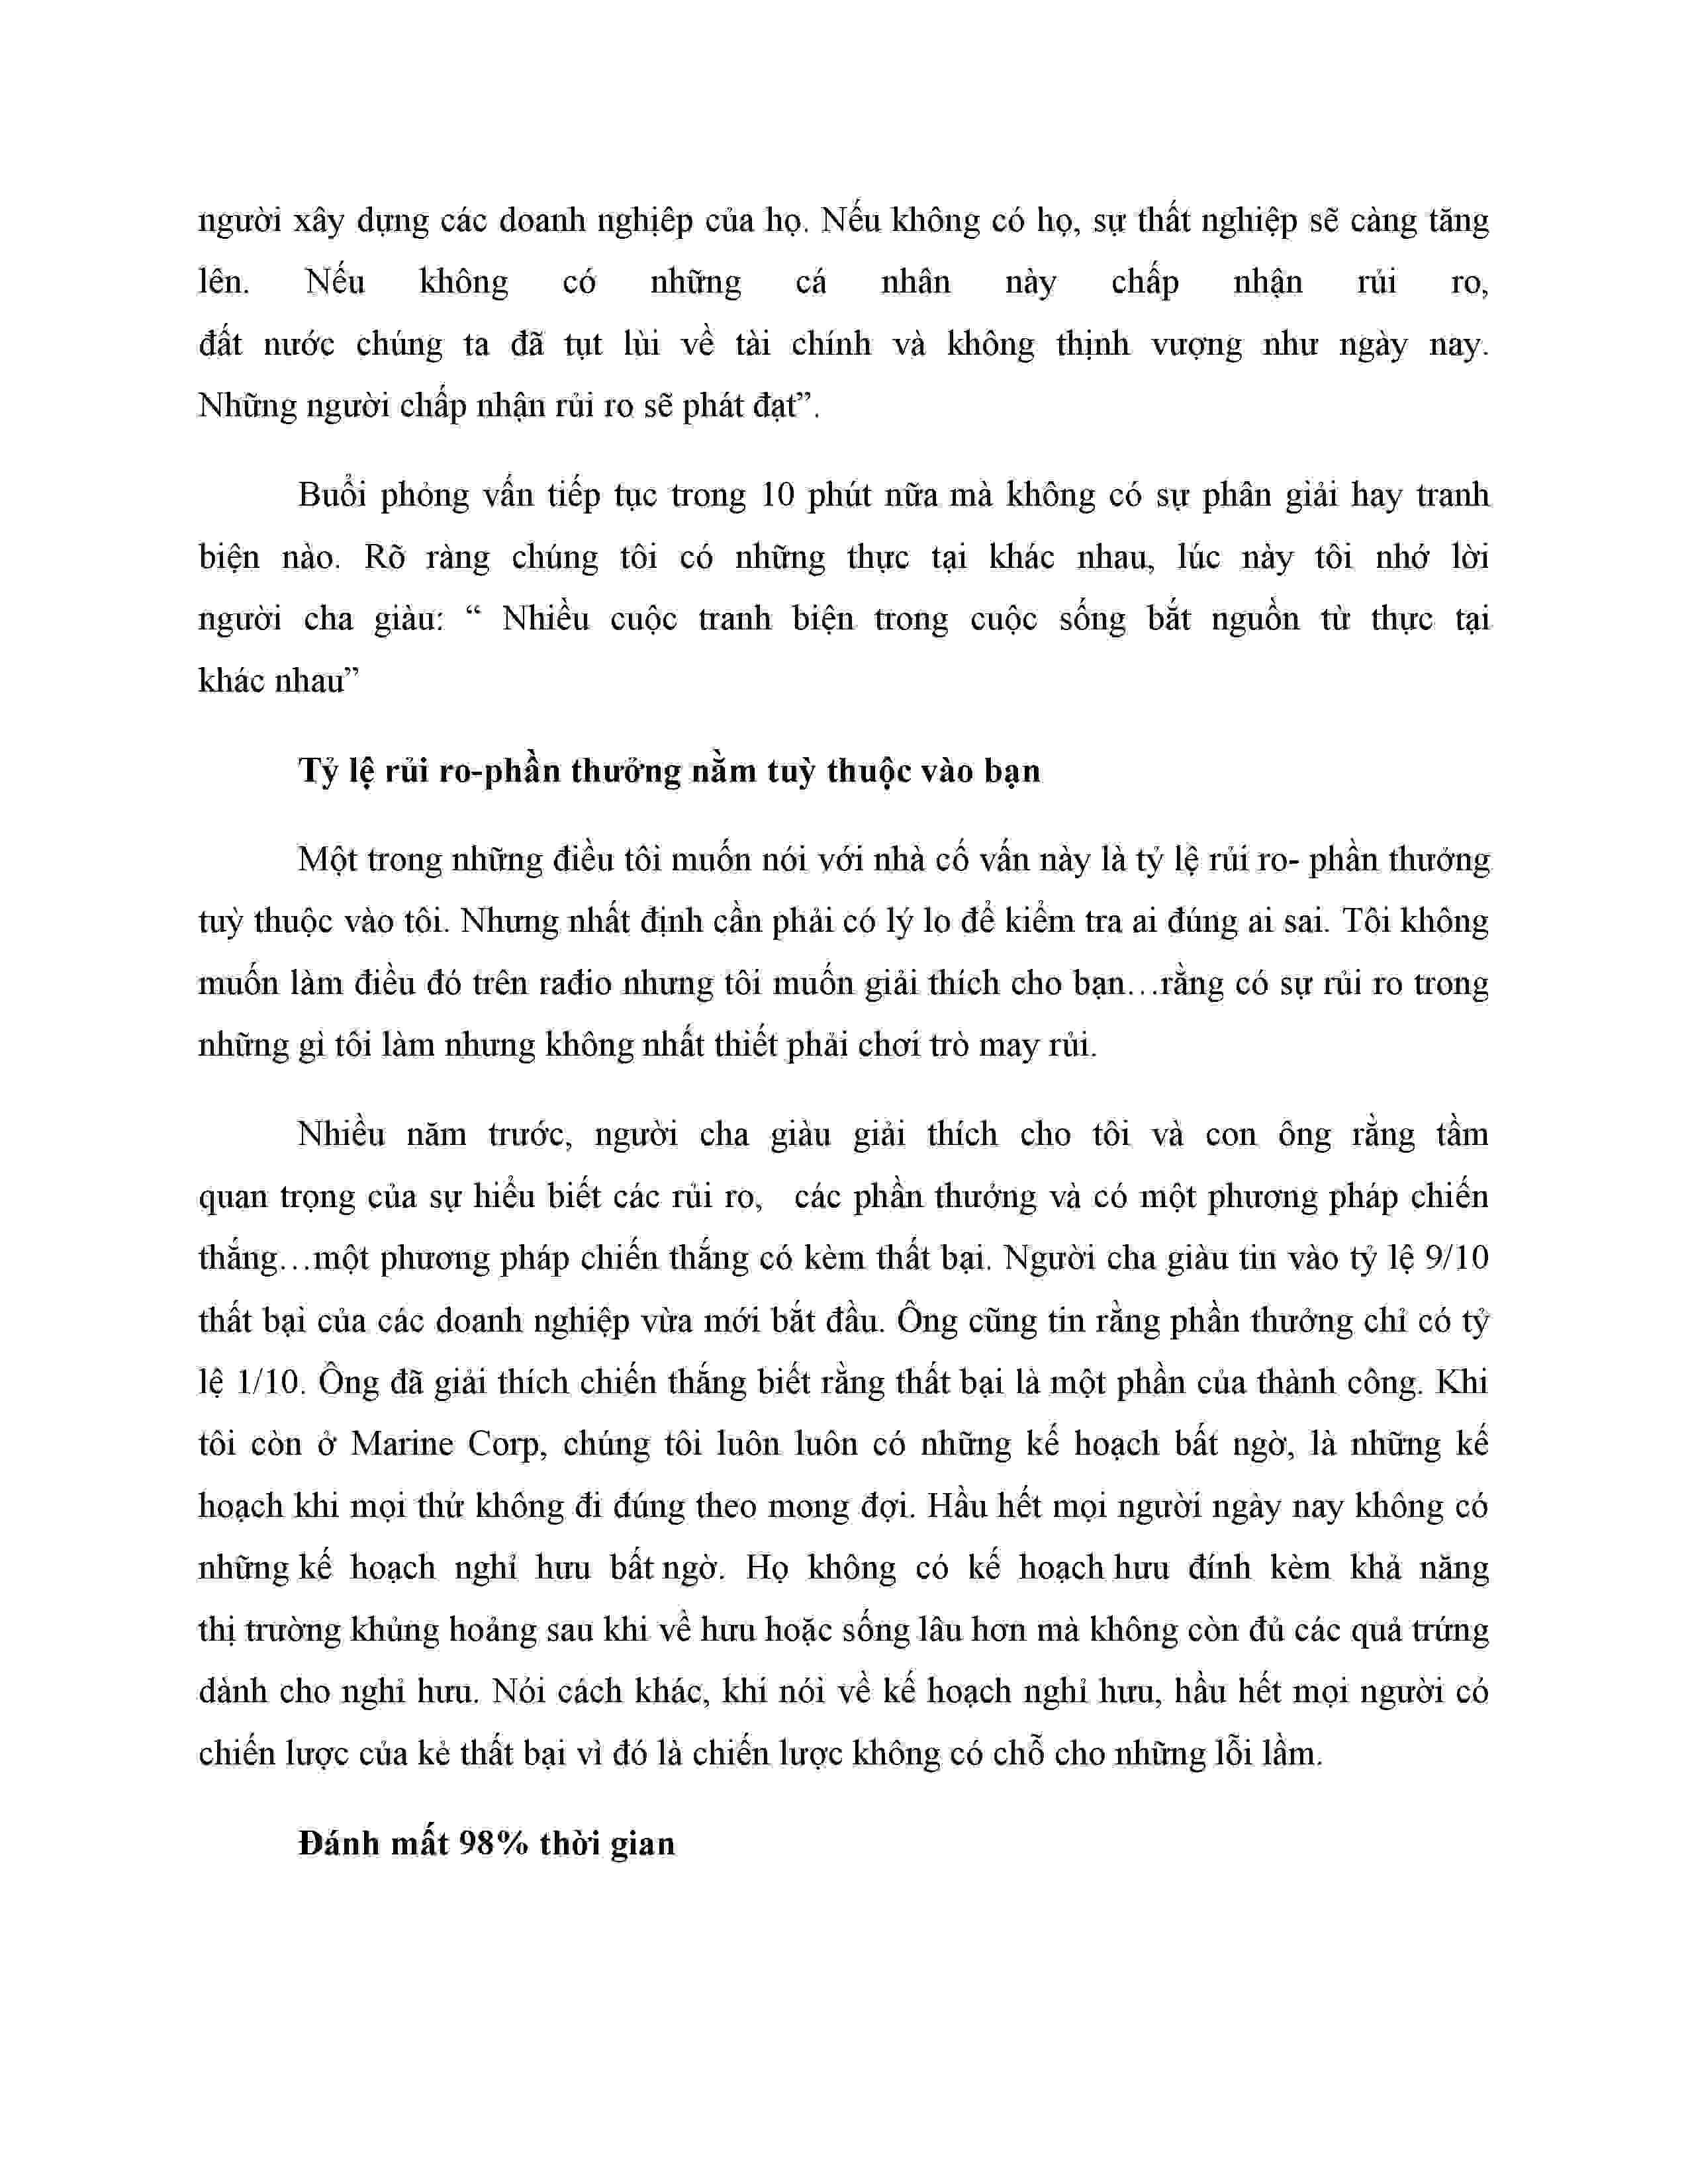 người xây dựng các doanh nghiệp của họ. Nếu không có họ, sự thất nghiệp sẽ càng tăng
lên. Nếu không có những cá nhân này chấp nhận rủi ro,
đất nước chúng ta đã tụt lùi về tài chính và không thịnh vượng như ngày nay.
Những người chấp nhận rủi ro sẽ phát đạt”.
Buổi phỏng vấn tiếp tục trong 10 phút nữa mà không có sự phân giải hay tranh
biện nào. Rõ ràng chúng tôi có những thực tại khác nhau, lúc này tôi nhớ lời
người cha giàu: “ Nhiều cuộc tranh biện trong cuộc sống bắt nguồn từ thực tại
khác nhau”
Tỷ lệ rủi ro-phần thưởng nằm tuỳ thuộc vào bạn
Một trong những điều tôi muốn nói với nhà cố vấn này là tỷ lệ rủi ro- phần thưởng
tuỳ thuộc vào tôi. Nhưng nhất định cần phải có lý lo để kiểm tra ai đúng ai sai. Tôi không
muốn làm điều đó trên rađio nhưng tôi muốn giải thích cho bạn…rằng có sự rủi ro trong
những gì tôi làm nhưng không nhất thiết phải chơí trò may rủi.
Nhiều năm trước, người cha giàu giải thích cho tôi và con ông rằng tầm
quan trọng của sự hiểu biết các rủi ro, các phần thưởng và có một phương pháp chiến
thắng…một phương pháp chiến thắng có kèm thất bại. Người cha giàu tin vào tỷ lệ 9/10
thất bại của các doanh nghiệp vừa mới bắt đầu. Ông cũng tin rằng phần thưởng chỉ có tỷ
lệ 1/10. Ông đã giải thích chiến thắng biết rằng thất bại là một phần của thành công. Khi
tôi còn ở Marine Corp, chúng tôi luôn luôn có những kế hoạch bất ngờ, là những kế
hoạch khi mọi thứ không đi đúng theo mong đợi. Hầu hết mọi người ngày nay không có
những kế hoạch nghỉ hưu bất ngờ. Họ không có kế hoạch hưu đính kèm khả năng
thị trường khủng hoảng sau khi về hưu hoặc sống lâu hơn mà không còn đủ các quả trứng
dành cho nghỉ hưu. Nói cách khác, khí nói về kế hoạch nghỉ hưu, hầu hết mọi người có
chiến lược của kẻ thất bại vì đó là chiến lược không có chỗ cho những lỗi lầm.
Đánh mất 98% thời gian